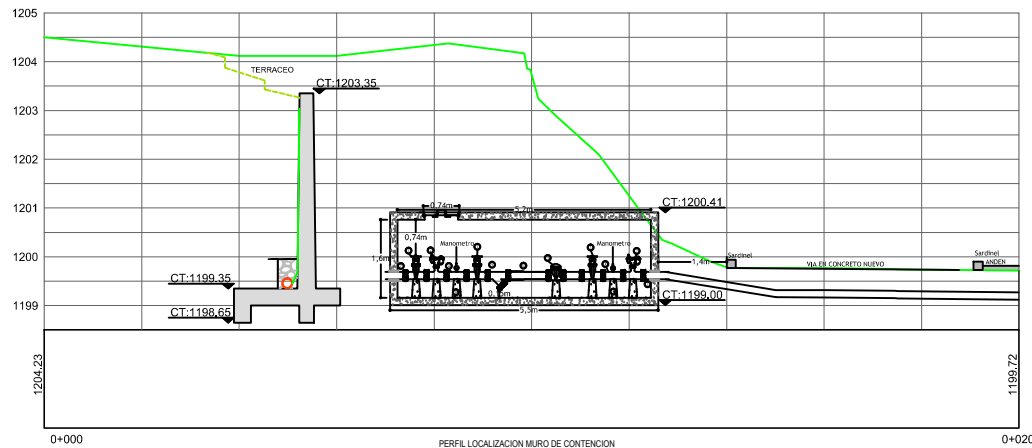 1205
1204
1203
1202
1201
1200
1199
TERRACEO
CT:1203,35
CT:1199.35
CT:1198.65
0,74m
5,2m
CT:1200.41
0,74m
1,6m
Manometro
Manometro
1,4m
Sardinel
VIA EN CONCRETO NUEVO
Sardinel
ANDEN
CT:1199.00
5,5m
1204.23
1199.72
0+000
0+020
PERFIL LOCALIZACION MURO DE CONTENCION